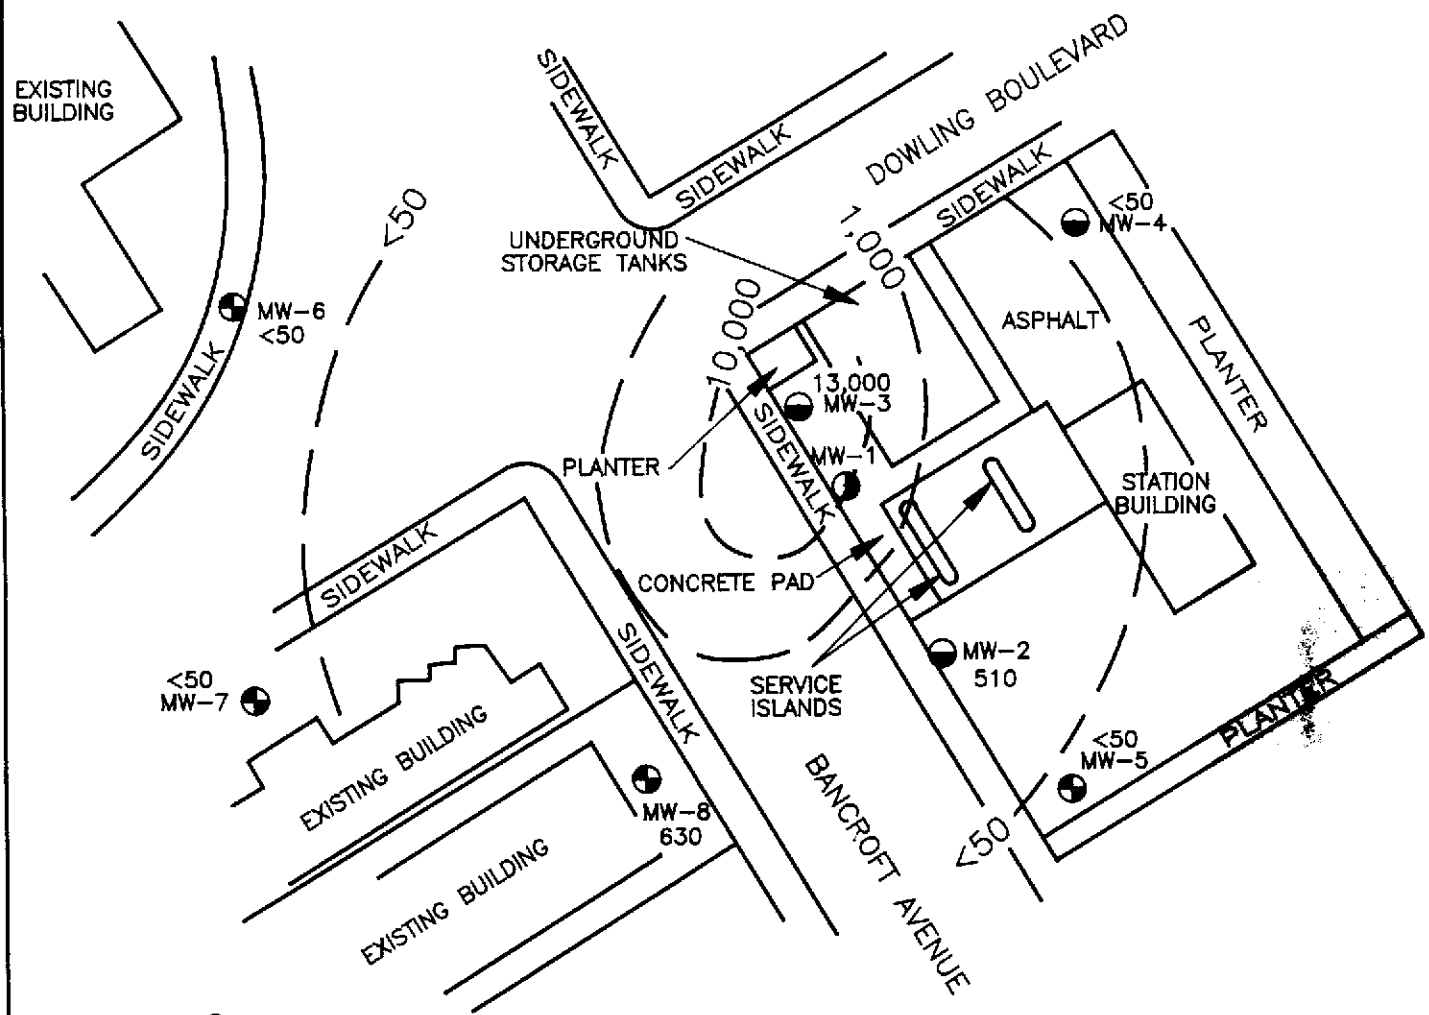 EXISTING
BUILDING
SIDEWALK
SIDEWALK
DOWLING BOULEVARD
SIDEWALK
<50
MW-4
<50
UNDERGROUND
STORAGE TANKS
1,000
10,000
MW-6
<50
SIDEWALK
ASPHALT
PLANTER
13,000
MW-3
PLANTER
SIDEWALK
MW-1
STATION
BUILDING
SIDEWALK
CONCRETE PAD
SIDEWALK
MW-2
510
<50
MW-7
SERVICE
ISLANDS
PLANTER
EXISTING BUILDING
<50
MW-5
MW-8
630
BANCROFT AVENUE
<50
EXISTING BUILDING